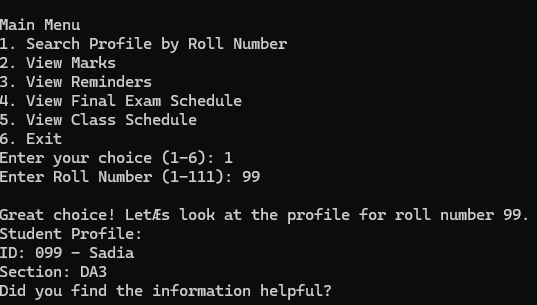 Main Menu
1. Search Profile by Roll Number
2. View Marks
3. View Reminders
4. View Final Exam Schedule
5. View Class Schedule
6. Exit
Enter your choice (1-6): 1
Enter Roll Number (1-111): 99
Great choice! LetÆs look at the profile for roll number 99.
Student Profile:
ID: 099 - Sadia
Section: DA3
Did you find the information helpful?